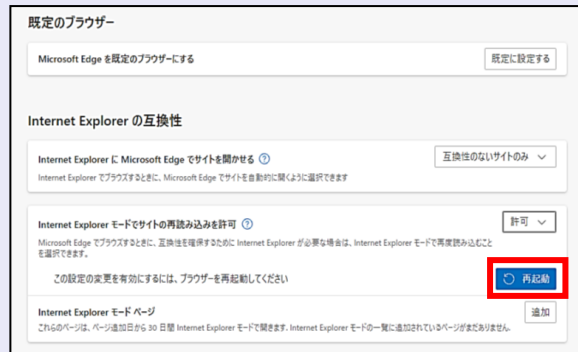 既定のブラウザー
Microsoft Edge を既定のブラウザーにする
既定に設定する
Internet Explorer の互換性
Internet Explorer に Microsoft Edge でサイトを開かせる
互換性のないサイトのみ
Internet Explorer でブラウズするときに、Microsoft Edge でサイトを自動的に開くように選択できます
Internet Explorer モードでサイトの再読み込みを許可
許可
Microsoft Edge でブラウズするときに、互換性を確保するために Internet Explorer が必要な場合は、Internet Explorer モードで再度読み込むこと
を選択できます。
この設定の変更を有効にするには、ブラウザーを再起動してください
再起動
Internet Explorer モード ページ
追加
これらのページは、ページ追加日から 30 日間 Internet Explorer モードで開きます. Internet Explorer モードの一覧に追加されているページがまだありません.